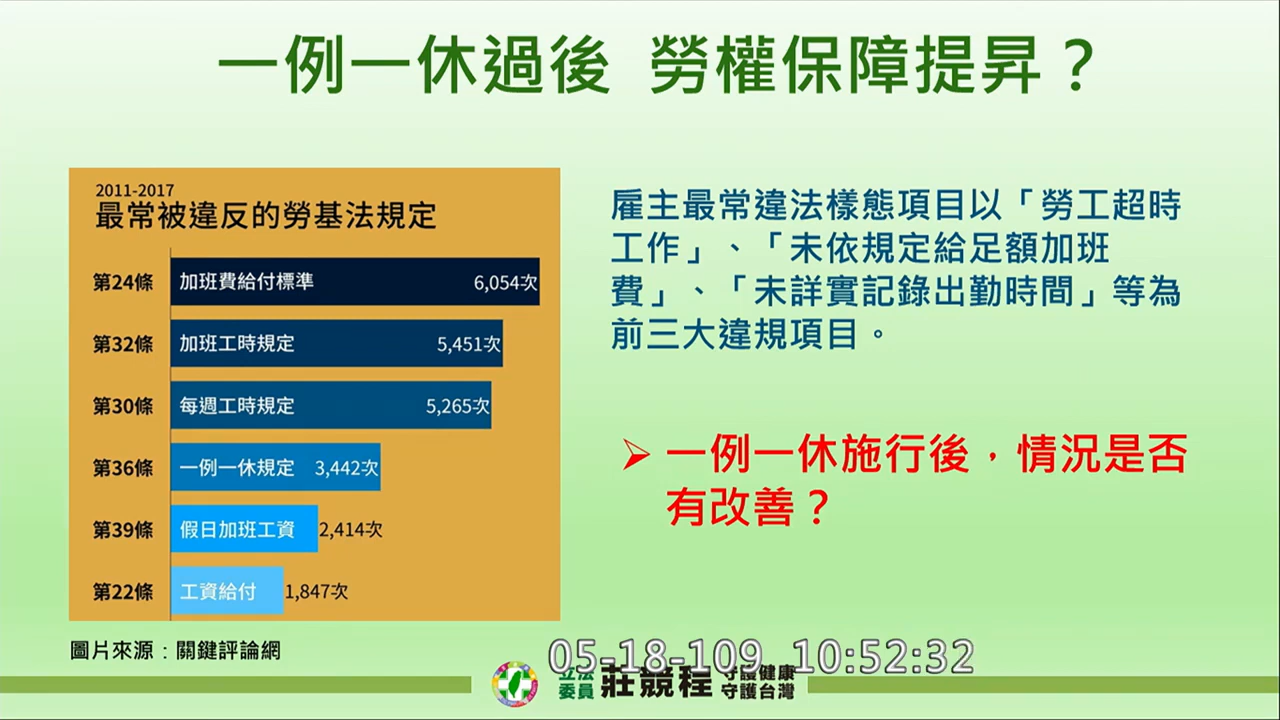 一例一休過後 勞權保障提昇？
2011-2017
最常被違反的勞基法規定
第24條 加班費給付標準 6,054次
第32條 加班工時規定 5,451次
第30條 每週工時規定 5,265次
第36條 一例一休規定 3,442次
第39條 假日加班工資 2,414次
第22條 工資給付 1,847次
圖片來源：關鍵評論網
雇主最常違法樣態項目以「勞工超時
工作」、「未依規定給足額加班
費」、「未詳實記錄出勤時間」等為
前三大違規項目。
➢ 一例一休施行後，情況是否
有改善？
05-18-109 10:52:32
立法
委員 莊競程
守護健康
守護台灣